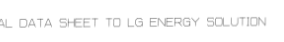 AL DATA SHEET TO LG ENERGY SOLUTION